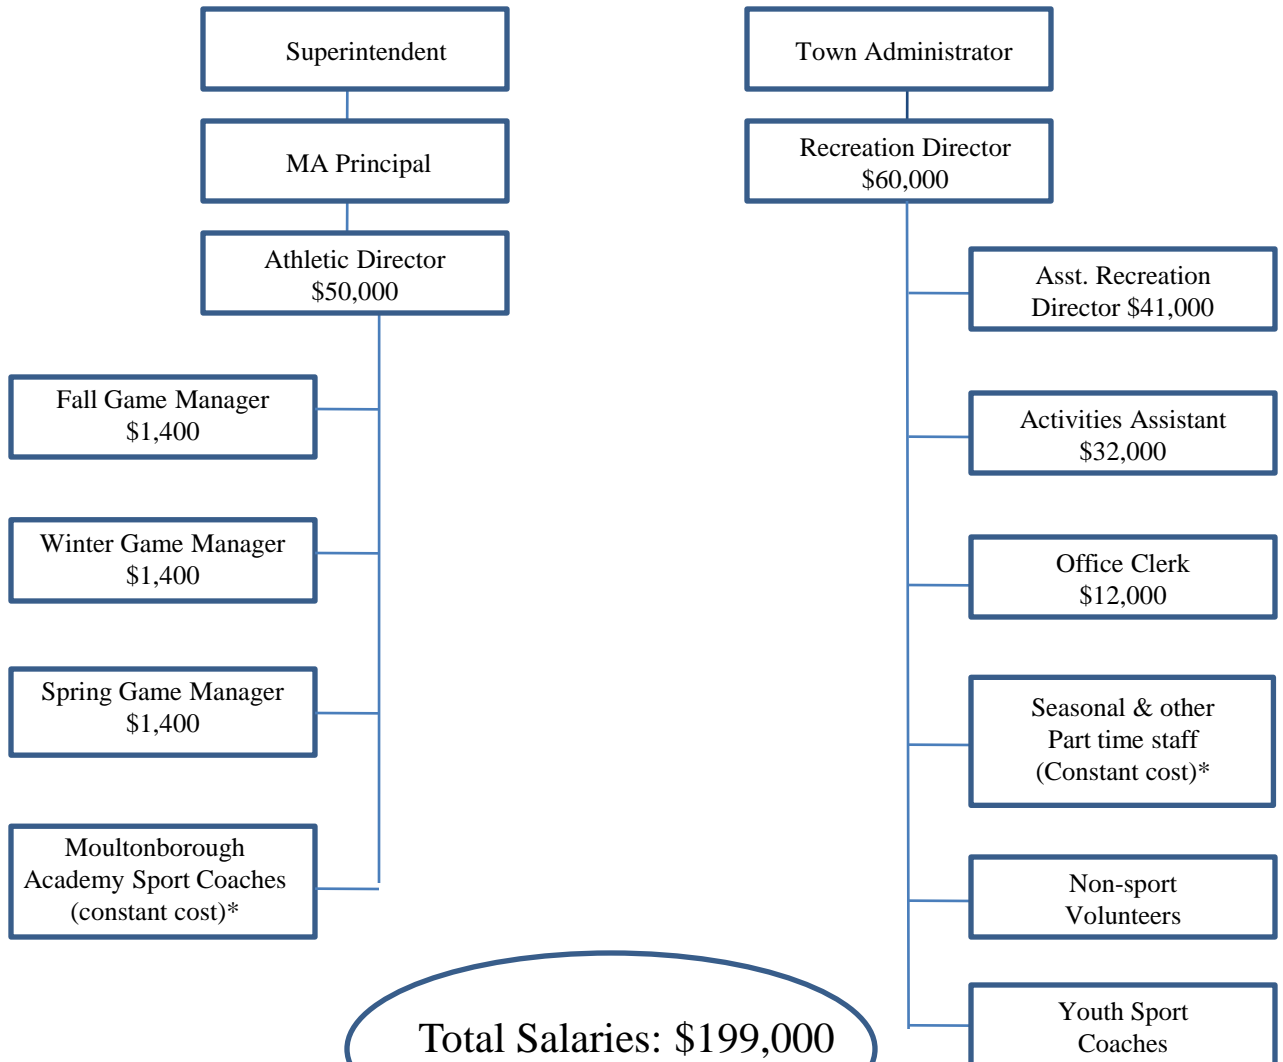 Superintendent
MA Principal
Athletic Director
$50,000
Fall Game Manager
$1,400
Winter Game Manager
$1,400
Spring Game Manager
$1,400
Moultonborough
Academy Sport Coaches
(constant cost)*
Town Administrator
Recreation Director
$60,000
Asst. Recreation
Director $41,000
Activities Assistant
$32,000
Office Clerk
$12,000
Seasonal & other
Part time staff
(Constant cost)*
Non-sport
Volunteers
Youth Sport
Coaches
Total Salaries: $199,000